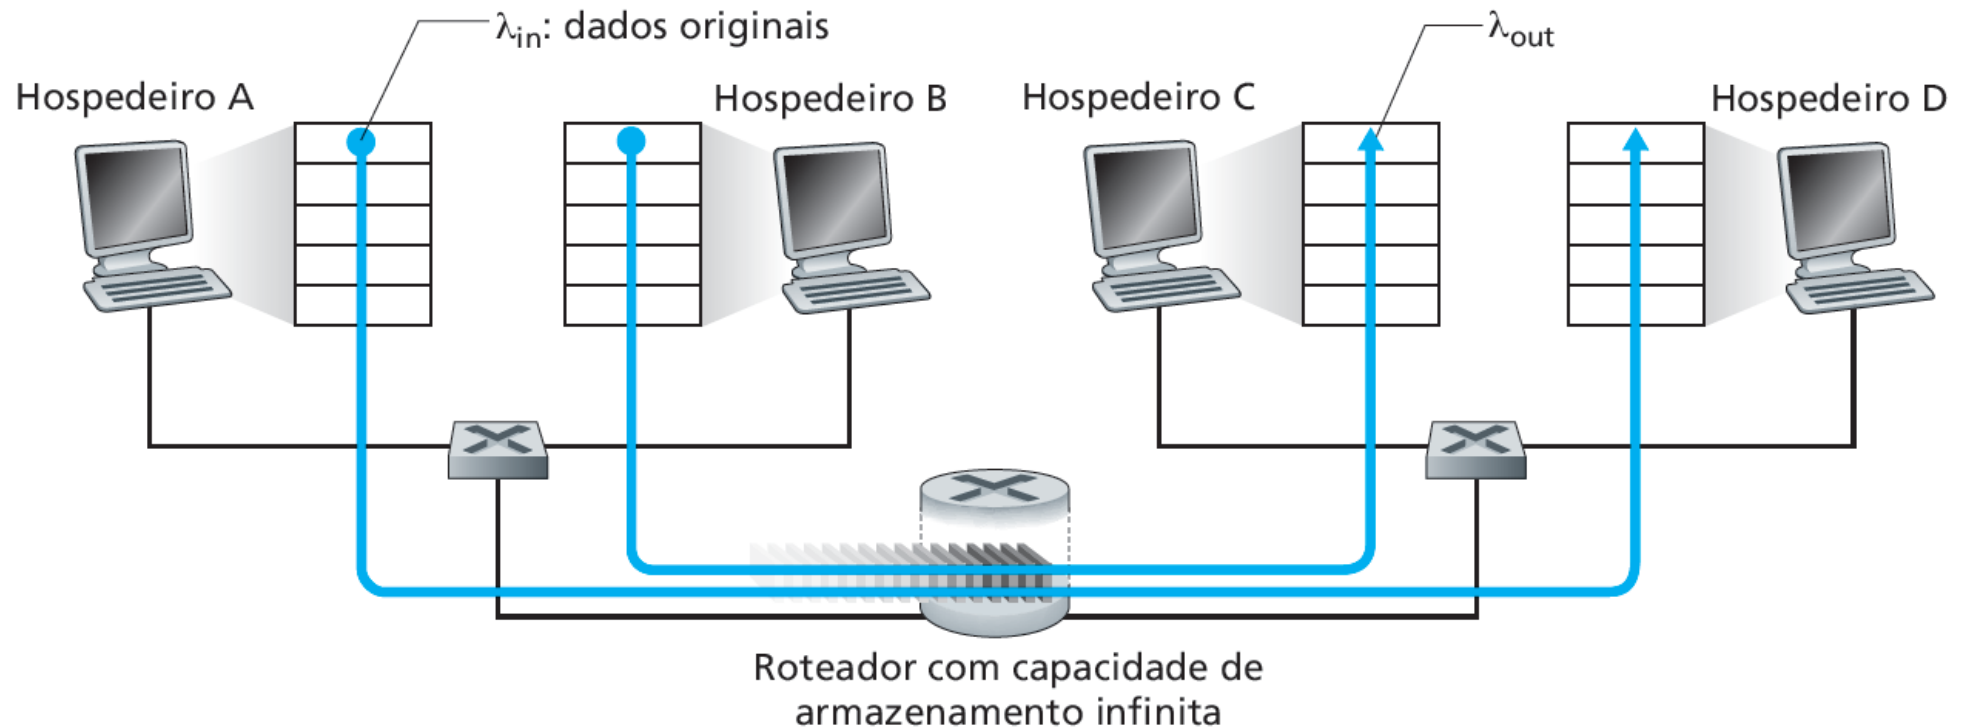 λin: dados originais
λout
Hospedeiro A
Hospedeiro B
Hospedeiro C
Hospedeiro D
Roteador com capacidade de
armazenamento infinita